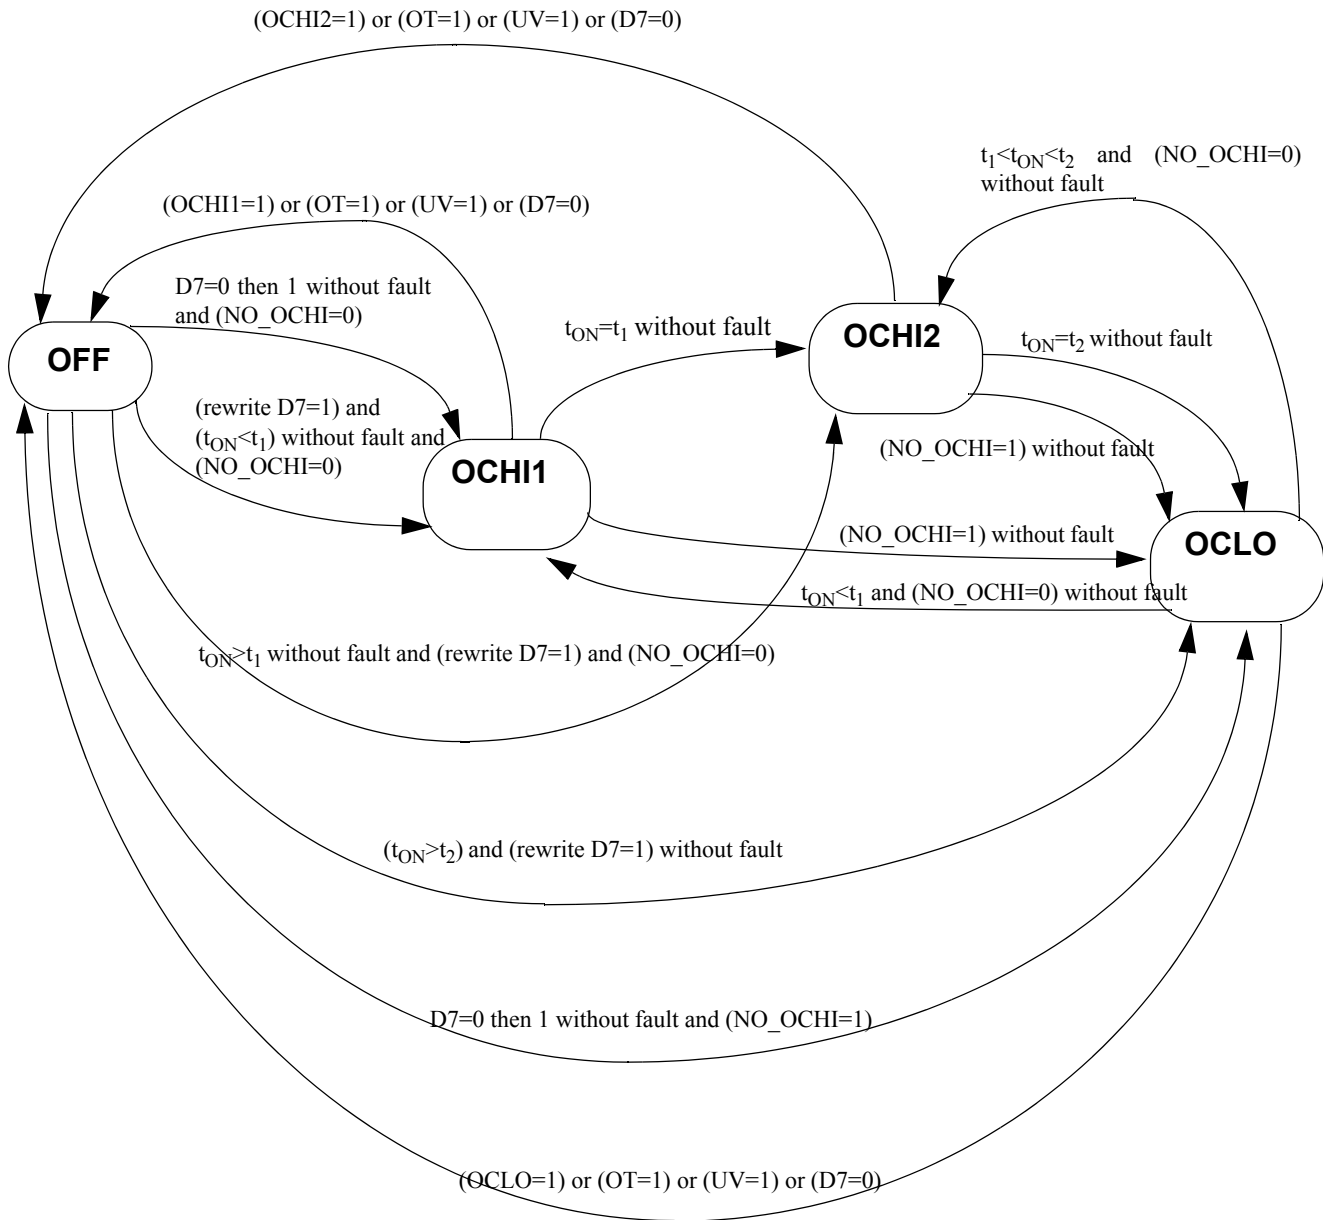 (OCHI2=1) or (OT=1) or (UV=1) or (D7=0)
t1<tON<t2 and (NO_OCHI=0)
without fault
(OCHI1=1) or (OT=1) or (UV=1) or (D7=0)
D7=0 then 1 without fault
and (NO_OCHI=0)
tON=t1 without fault
OCHI2
tON=t2 without fault
OFF
(rewrite D7=1) and
(tON<t1) without fault and
(NO_OCHI=0)
(NO_OCHI=1) without fault
OCHI1
(NO_OCHI=1) without fault
OCLO
tON<t1 and (NO_OCHI=0) without fault
tON>t1 without fault and (rewrite D7=1) and (NO_OCHI=0)
(tON>t2) and (rewrite D7=1) without fault
D7=0 then 1 without fault and (NO_OCHI=1)
(OCLO=1) or (OT=1) or (UV=1) or (D7=0)